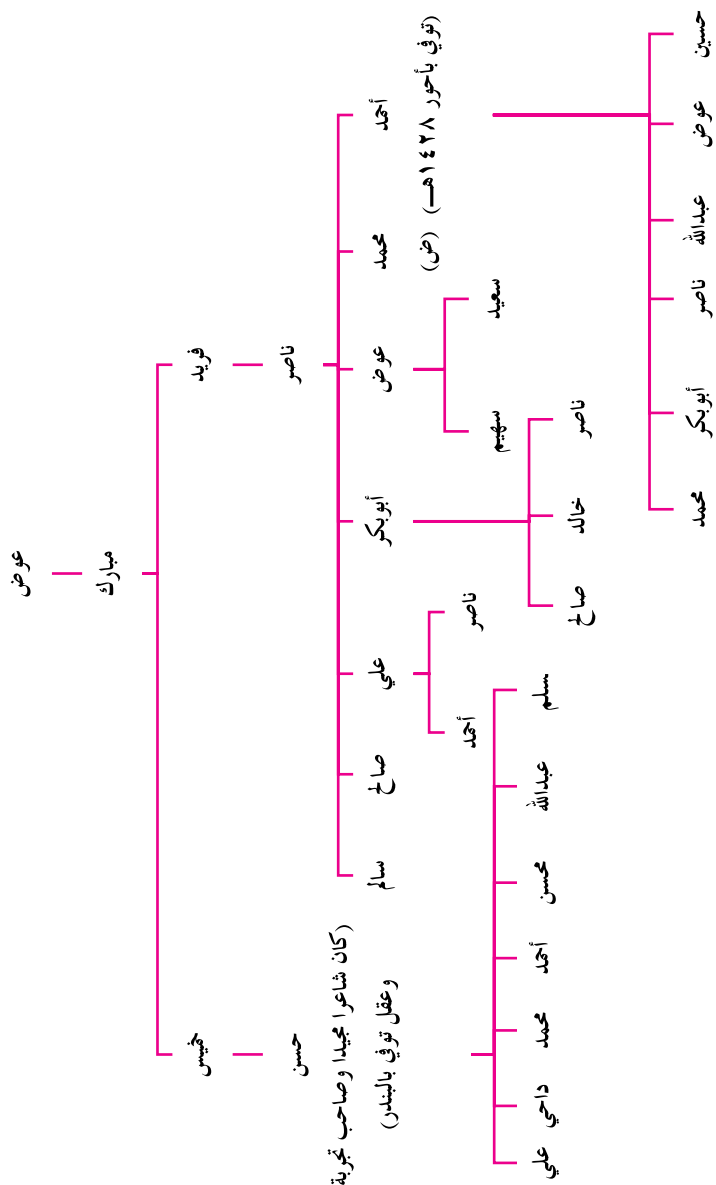 عوض
مبارك
فريد
خميس
ناصر
حسن
(كان شاعرا مجيدا وصاحب تجربة
وعقل توفي بالبندر)
أحمد
(توفي بأحور ١٤٢٨هـ) (ض)
محمد
عوض
أبوبكر
علي
صالح
سالم
حسين
عوض
عبدالله
ناصر
أبوبكر
محمد
سعيد
سهيم
ناصر
خالد
صالح
ناصر
أحمد
مسلم
عبدالله
محسن
أحمد
محمد
داحي
علي